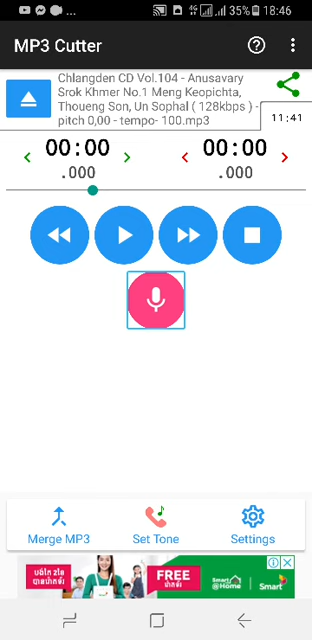 35% 18:46
MP3 Cutter
Chlangden CD Vol.104 - Anusavary
Srok Khmer No.1 Meng Keopichta,
Thoueng Son, Un Sophal ( 128kbps ) -
pitch 0,00 - tempo- 100.mp3
11:41
00:00 00:00
.000 .000
Merge MP3 Set Tone Settings
FREE
Smart
@Home
Smart